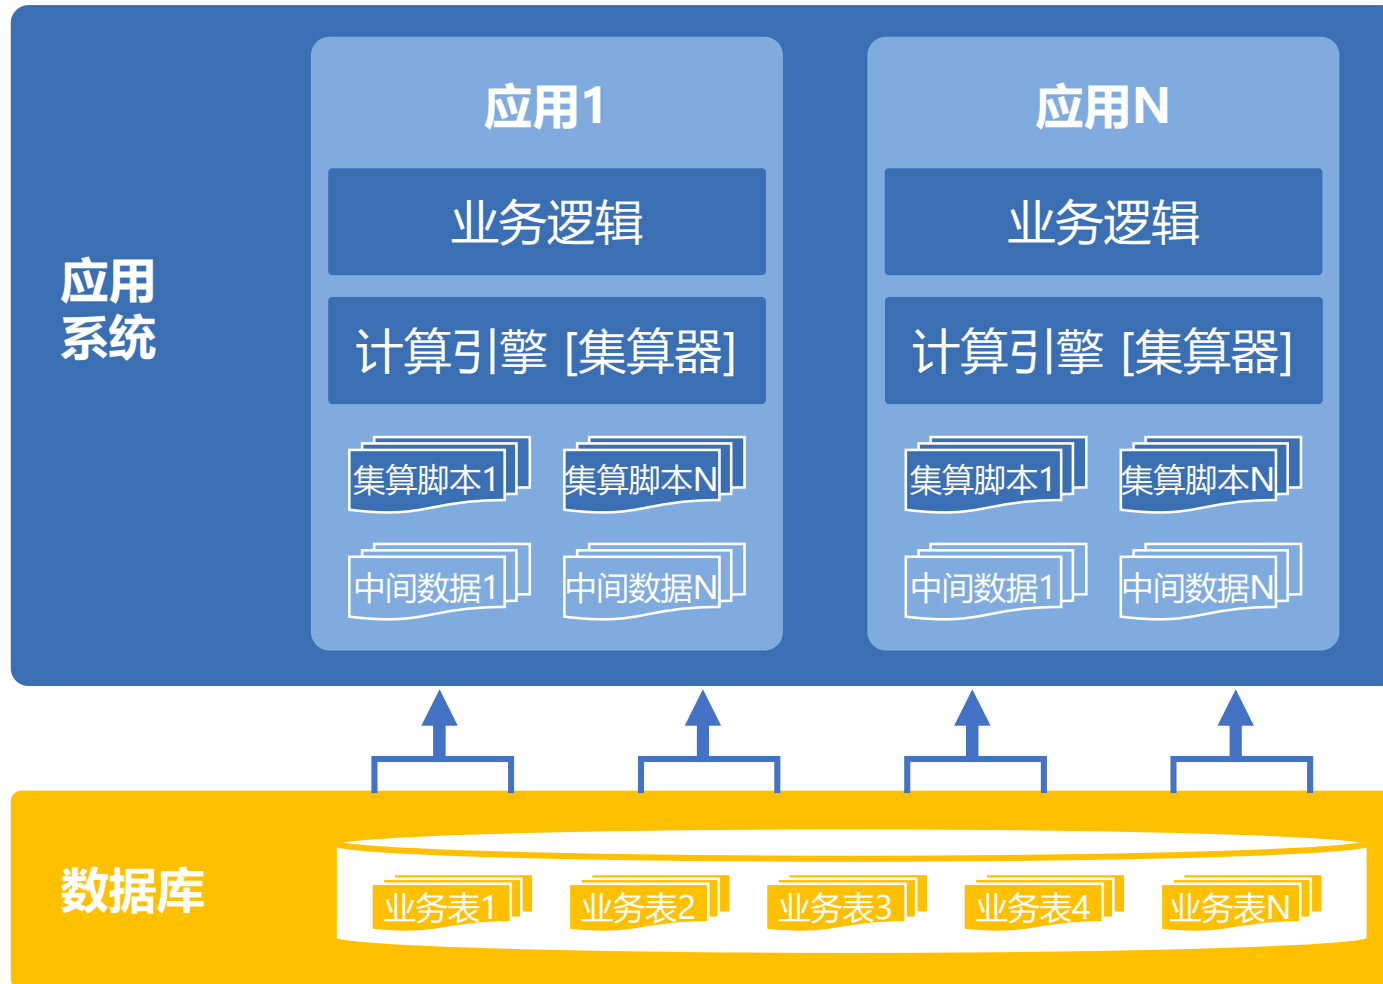 应用1
应用N
业务逻辑
业务逻辑
应用
系统
计算引擎 [集算器]
计算引擎 [集算器]
集算脚本1
集算脚本N
集算脚本1
集算脚本N
中间数据1
中间数据N
中间数据1
中间数据N
数据库
业务表1
业务表2
业务表3
业务表4
业务表N